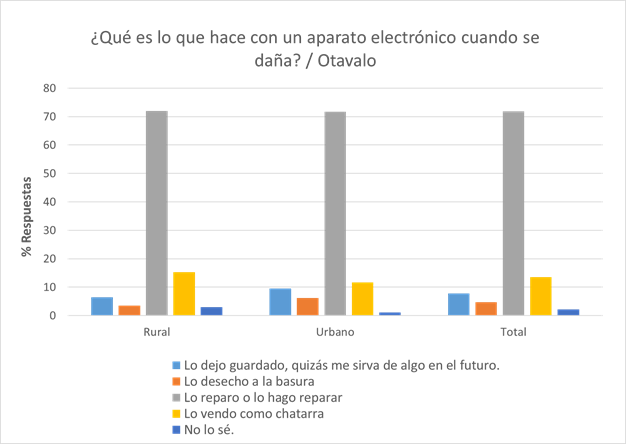 ¿Qué es lo que hace con un aparato electrónico cuando se
daña? / Otavalo
80
70
60
50
40
30
20
10
0
% Respuestas
Rural
Urbano
Total
Lo dejo guardado, quizás me sirva de algo en el futuro.
Lo desecho a la basura
Lo reparo o lo hago reparar
Lo vendo como chatarra
No lo sé.